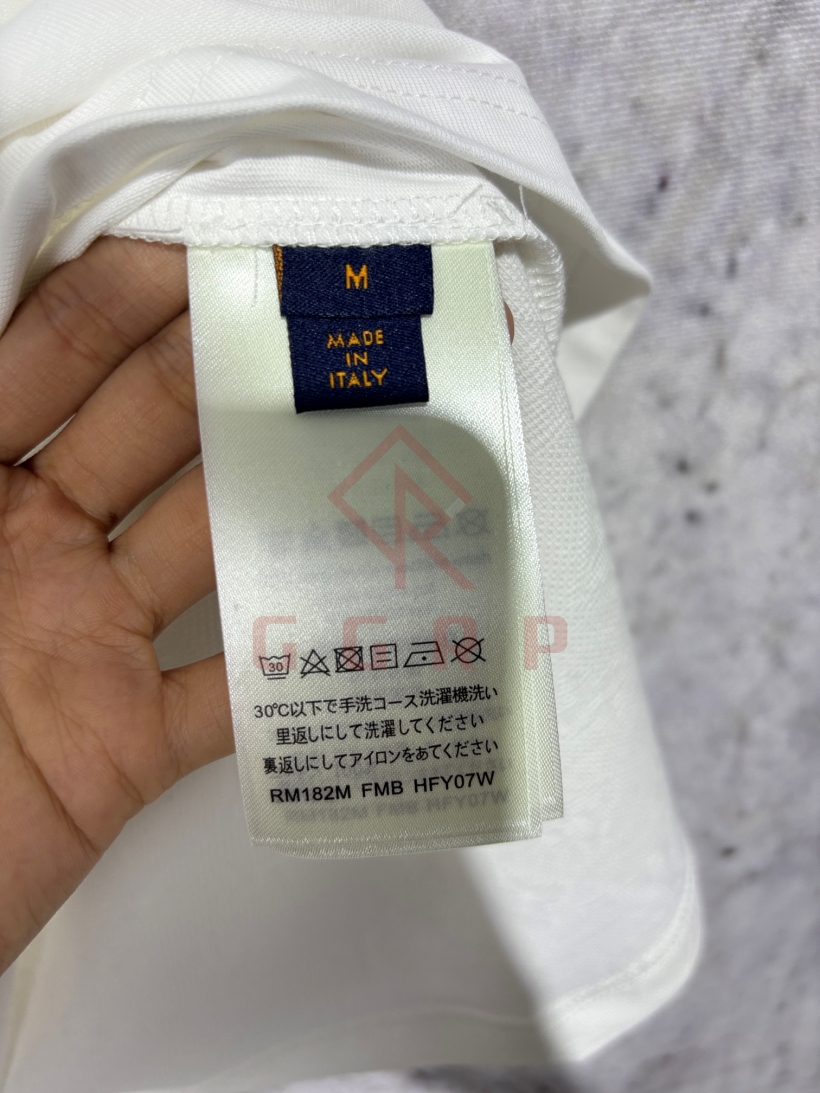 M
MADE
IN
ITALY
GCOP
30
30℃以下で手洗コース洗濯機洗い
里返しにして洗濯してください
裏返しにしてアイロンをあてください
RM182M FMB HFY07W